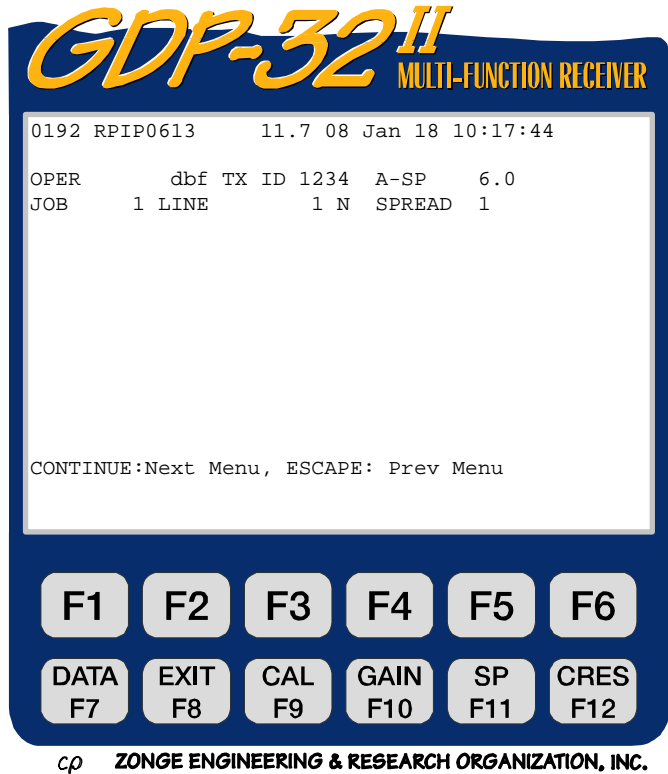 GDP-32 II
MULTI-FUNCTION RECEIVER
0192 RPIP0613 11.7 08 Jan 18 10:17:44
OPER dbf TX ID 1234 A-SP 6.0
JOB 1 LINE 1 N SPREAD 1
CONTINUE:Next Menu, ESCAPE: Prev Menu
F1 F2 F3 F4 F5 F6
DATA EXIT CAL GAIN SP CRES
F7 F8 F9 F10 F11 F12
cρ ZONGE ENGINEERING & RESEARCH ORGANIZATION, INC.